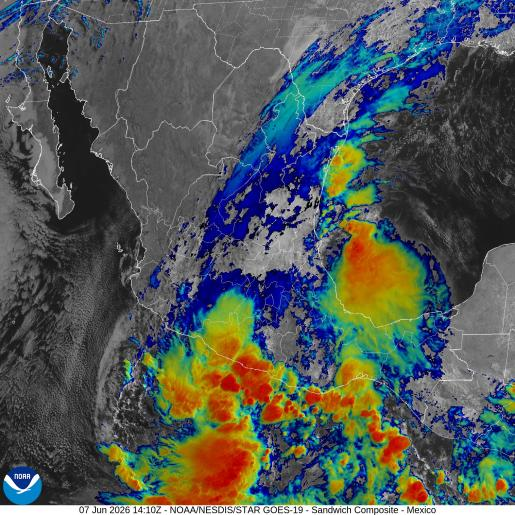 NOAA
07 Jun 2026 14:10Z - NOAA/NESDIS/STAR GOES-19 - Sandwich Composite - Mexico